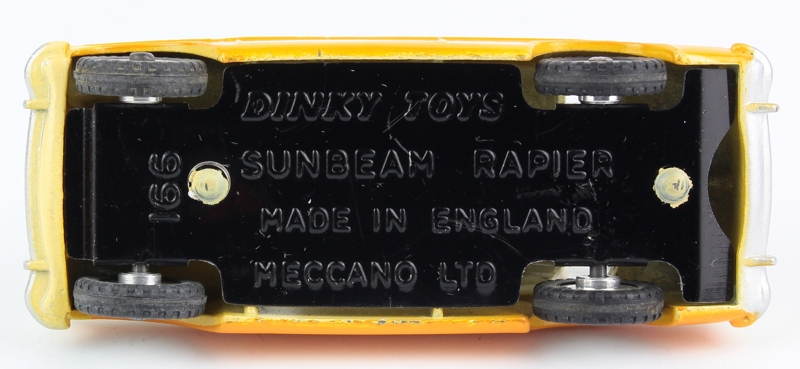 DINKY TOYS
SUNBEAM RAPIER
MADE IN ENGLAND
MECCANO LTD
166